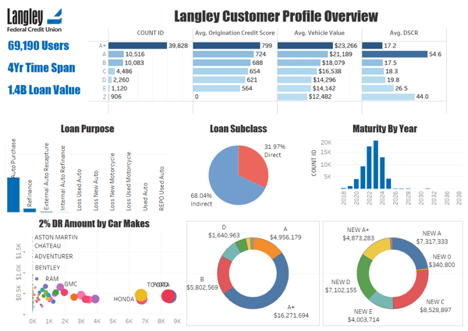 Langley
Federal Credit Union
Langley Customer Profile Overview
69,190 Users
4Yr Time Span
1.4B Loan Value
COUNT ID
Avg. Origination Credit Score
Avg. Vehicle Value
Avg. DSCR
A+ 39,828 799 $23,266 17.2
A 10,516 724 $21,189 54.6
B 10,083 688 $18,079 17.5
C 4,486 654 $16,538 18.3
D 2,260 621 $14,296 19.8
E 1,120 564 $14,142 26.5
Z 906 0 $12,482 44.0
Loan Purpose
Auto Purchase
Refinance
External Auto Recapture
Internal Auto Refinance
Loss Used Auto
Loss New Auto
Loss New Motorcycle
Loss Used Motorcycle
Used Auto
REPO Used Auto
Loan Subclass
31.97%
Direct
68.04%
Indirect
Maturity By Year
COUNT ID
20K
15K
10K
5K
2018
2020
2022
2024
2026
2028
2030
2032
2034
2036
2038
2% DR Amount by Car Makes
ASTON MARTIN
CHATEAU
ADVENTURER
BENTLEY
RAM
GMC
HONDA
$1.5K
$1.0K
$0.5K
$0.0K
0K 1K 2K 3K 4K 5K 6K 7K 8K 9K
D
$1,640,963
A
$4,956,179
B
$5,802,569
A+
$16,271,694
NEW A+
$4,873,283
NEW A
$7,317,333
NEW 0
$340,800
NEW D
$7,102,155
NEW E
$4,003,714
NEW C
$8,528,897